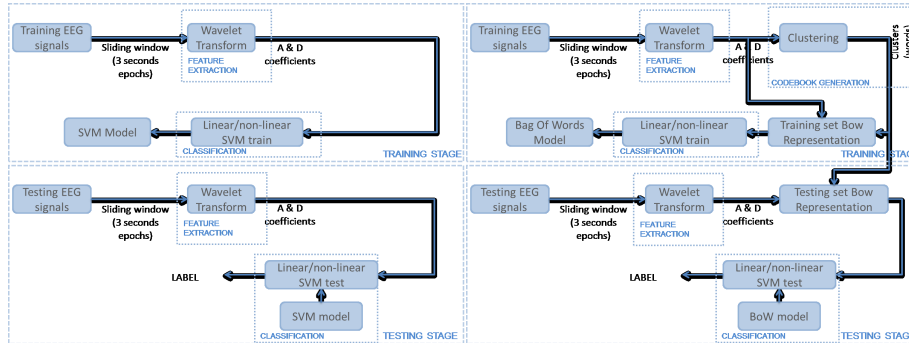 Training EEG
signals
Sliding window
(3 seconds
epochs)
Wavelet
Transform
FEATURE
EXTRACTION
A & D
coefficients
SVM Model
Linear/non-linear
SVM train
CLASSIFICATION
TRAINING STAGE
Training EEG
signals
Sliding window
(3 seconds
epochs)
Wavelet
Transform
FEATURE
EXTRACTION
A & D
coefficients
Clustering
CODEBOOK GENERATION
Clusters
Bag Of Words
Model
Linear/non-linear
SVM train
CLASSIFICATION
Training set Bow
Representation
TRAINING STAG
Testing EEG
signals
Sliding window
(3 seconds
epochs)
Wavelet
Transform
FEATURE
EXTRACTION
A & D
coefficients
LABEL
Linear/non-linear
SVM test
SVM model
CLASSIFICATION
TESTING STAGE
Testing EEG
signals
Sliding window
(3 seconds
epochs)
Wavelet
Transform
FEATURE
EXTRACTION
A & D
coefficients
Testing set Bow
Representation
LABEL
Linear/non-linear
SVM test
BoW model
CLASSIFICATION
TESTING STAG